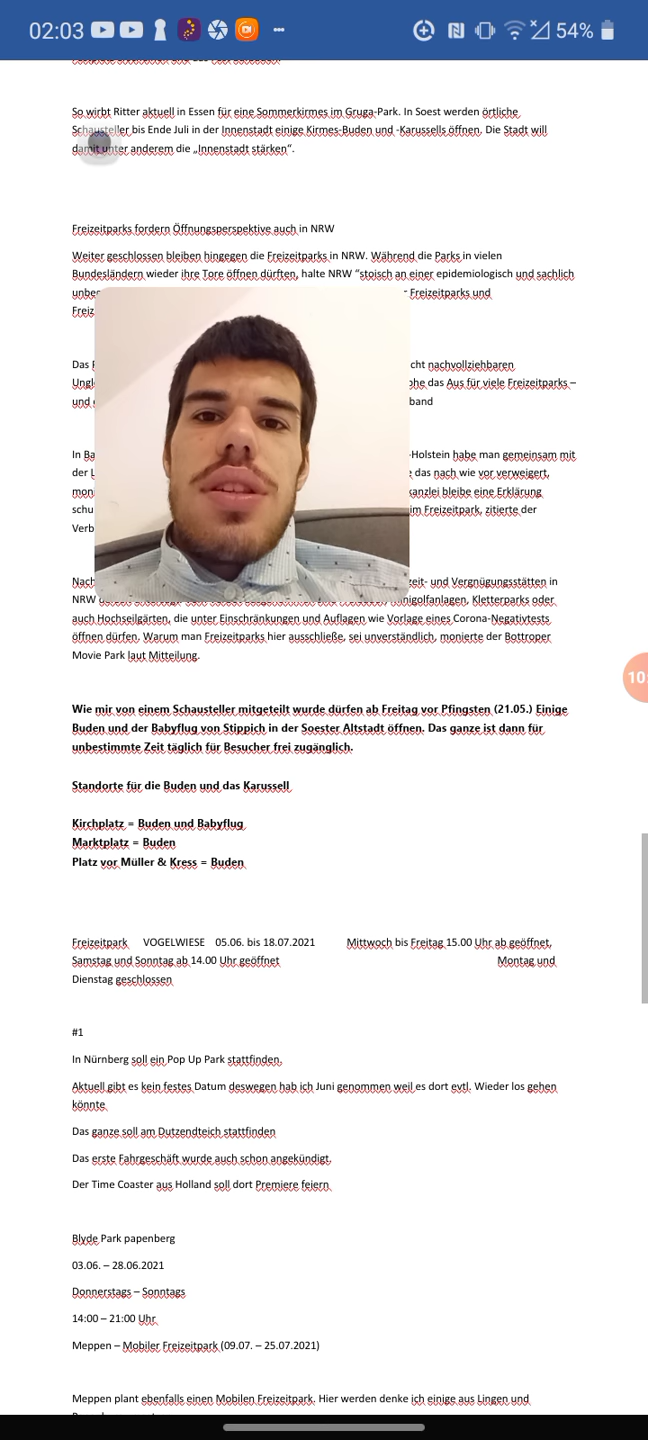 02:03
54%
So wirbt Ritter aktuell in Essen für eine Sommerkirmes im Gruga-Park. In Soest werden örtliche
Schausteller bis Ende Juli in der Innenstadt einige Kirmes-Buden und -Karussells öffnen. Die Stadt will
damit unter anderem die „Innenstadt stärken“.
Freizeitparks fordern Öffnungsperspektive auch in NRW
Weiter geschlossen bleiben hingegen die Freizeitparks in NRW. Während die Parks in vielen
Bundesländern wieder ihre Tore öffnen dürften, halte NRW “stoisch an einer epidemiologisch und sachlich
Freizeitparks und
Das nachvollziehbaren
das Aus für viele Freizeitparks –
und
In -Holstein habe man gemeinsam mit
der das nach wie vor verweigert,
bleibe eine Erklärung
im Freizeitpark, zitierte der
und Vergnügungsstätten in
NRW Kletterparks oder
auch Hochseilgärten, die unter Einschränkungen und Auflagen wie Vorlage eines Corona-Negativtests
öffnen dürfen. Warum man Freizeitparks hier ausschließe, sei unverständlich, monierte der Bottroper
Movie Park laut Mitteilung.
Wie mir von einem Schausteller mitgeteilt wurde dürfen ab Freitag vor Pfingsten (21.05.) Einige
Buden und der Babyflug von Stippich in der Soester Altstadt öffnen. Das ganze ist dann für
unbestimmte Zeit täglich für Besucher frei zugänglich.
Standorte für die Buden und das Karussell
Kirchplatz = Buden und Babyflug
Marktplatz = Buden
Platz vor Müller & Kress = Buden
Freizeitpark VOGELWIESE 05.06. bis 18.07.2021 Mittwoch bis Freitag 15.00 Uhr ab geöffnet,
Samstag und Sonntag ab 14.00 Uhr geöffnet Montag und
Dienstag geschlossen
#1
In Nürnberg soll ein Pop Up Park stattfinden.
Aktuell gibt es kein festes Datum deswegen hab ich Juni genommen weil es dort evtl. Wieder los gehen
könnte
Das ganze soll am Dutzendteich stattfinden
Das erste Fahrgeschäft wurde auch schon angekündigt.
Der Time Coaster aus Holland soll dort Premiere feiern
Blyde Park papenberg
03.06. – 28.06.2021
Donnerstags – Sonntags
14:00 – 21:00 Uhr
Meppen – Mobiler Freizeitpark (09.07. – 25.07.2021)
Meppen plant ebenfalls einen Mobilen Freizeitpark. Hier werden denke ich einige aus Lingen und